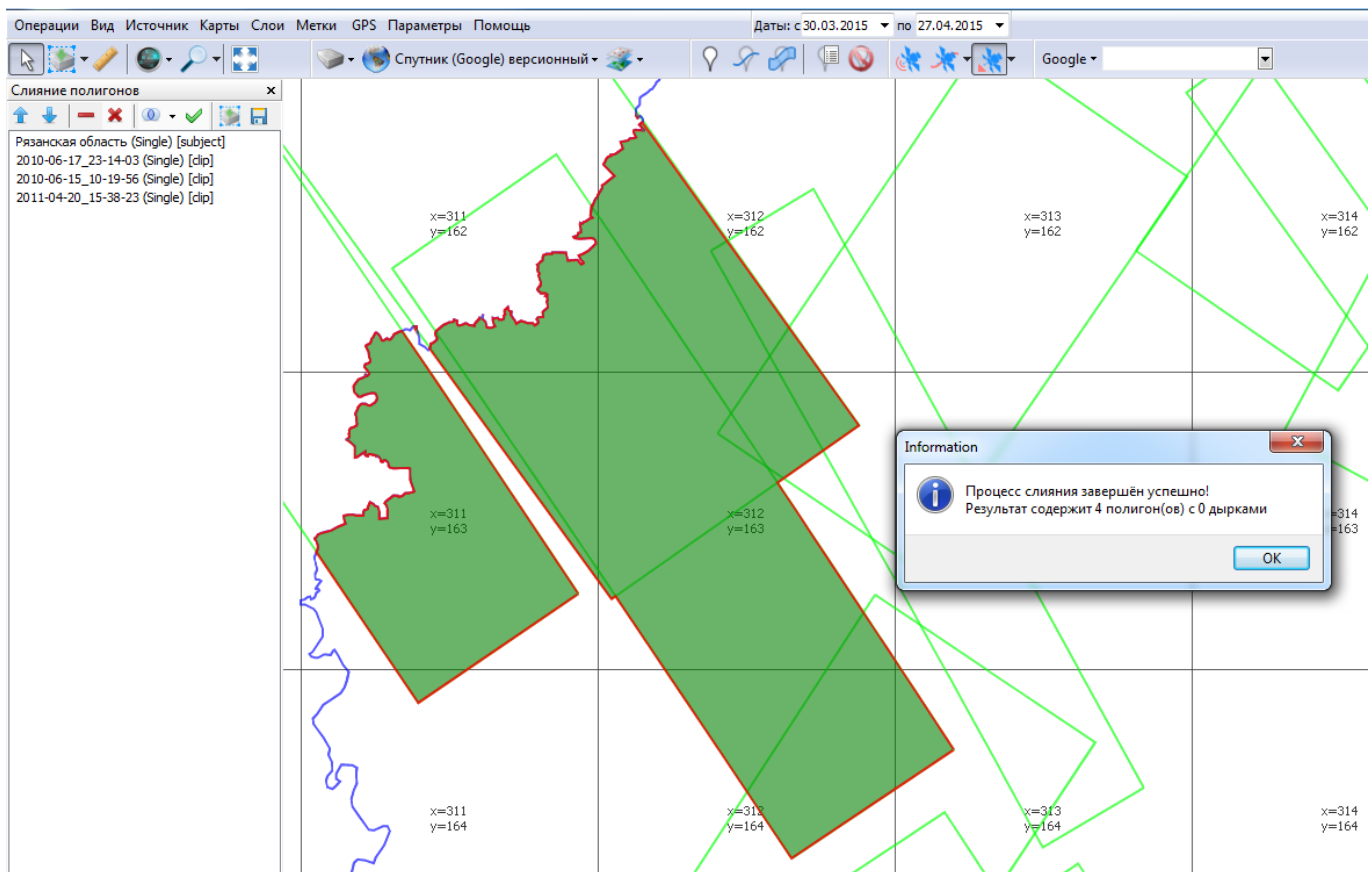 Операции Вид Источник Карты Слои Метки GPS Параметры Помощь
Даты: с 30.03.2015 по 27.04.2015
Спутник (Google) версионный
Google
Слияние полигонов
Рязанская область (Single) [subject]
2010-06-17_23-14-03 (Single) [clip]
2010-06-15_10-19-56 (Single) [clip]
2011-04-20_15-38-23 (Single) [clip]
x=311
y=162
x=312
y=162
x=313
y=162
x=314
y=162
Information
Процесс слияния завершён успешно!
Результат содержит 4 полигон(ов) с 0 дырками
OK
x=311
y=163
x=312
y=163
=314
=163
x=311
y=164
x=312
y=164
x=313
y=164
x=314
y=164